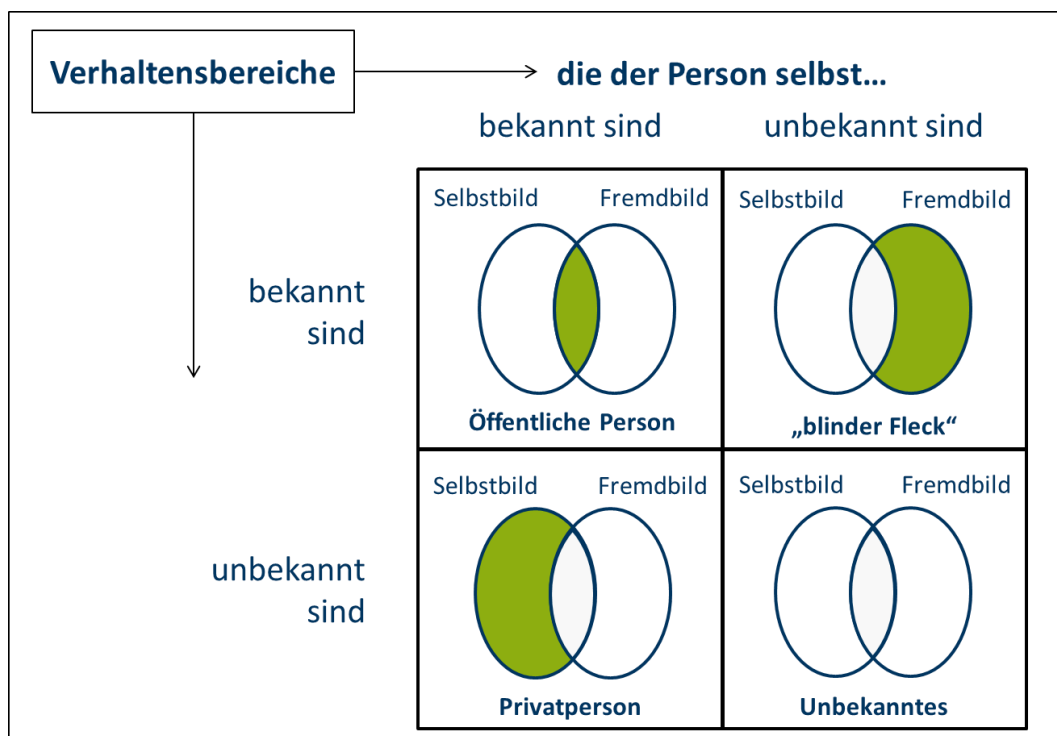 Verhaltensbereiche
die der Person selbst…
bekannt sind
unbekannt sind
bekannt
sind
Selbstbild
Fremdbild
Öffentliche Person
Selbstbild
Fremdbild
„blinder Fleck“
unbekannt
sind
Selbstbild
Fremdbild
Privatperson
Selbstbild
Fremdbild
Unbekanntes